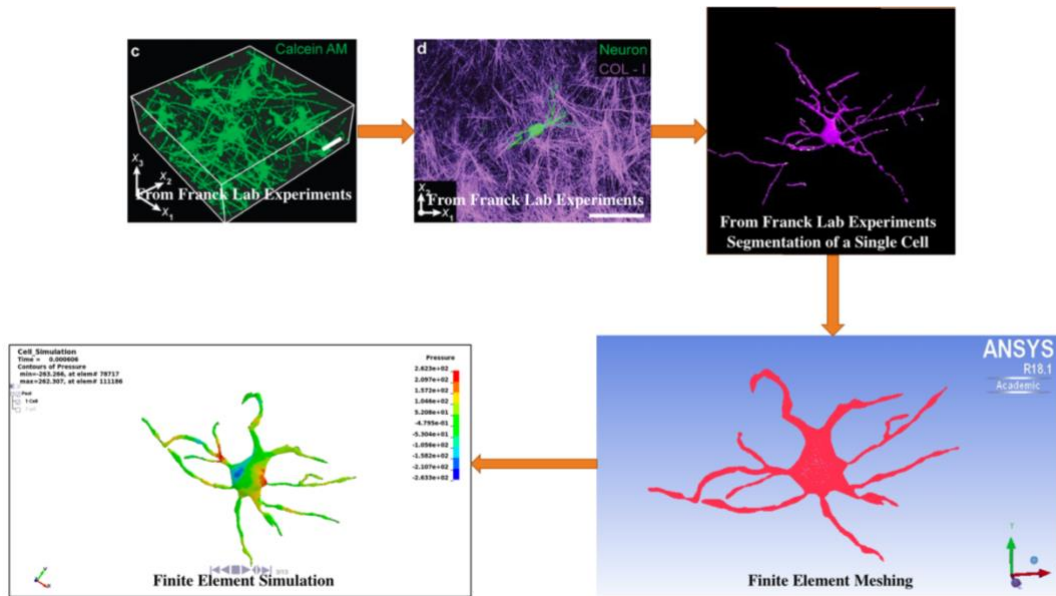 c
Calcein AM
X3
X2
X1
From Franck Lab Experiments
d
Neuron
COL - I
X2
X1
From Franck Lab Experiments
From Franck Lab Experiments
Segmentation of a Single Cell
Cell_Simulation
Time = 0.000606
Contours of Pressure
min=-263.266, at elem# 78717
max=262.307, at elem# 111186
Post
1 Cell
Pressure
2.623e+02
2.097e+02
1.572e+02
1.046e+02
5.208e+01
-4.795e-01
-5.304e+01
-1.056e+02
-1.582e+02
-2.107e+02
-2.633e+02
Finite Element Simulation
ANSYS
R18.1
Academic
Y
Finite Element Meshing